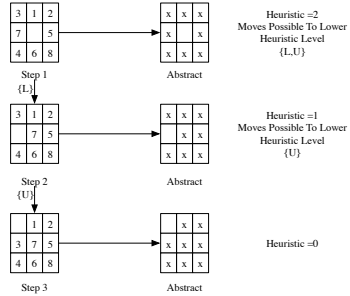 3 1 2
7 5
4 6 8
Step 1
x x x
x x
x x x
Abstract
Heuristic =2
Moves Possible To Lower
Heuristic Level
{L,U}
{L}
3 1 2
7 5
4 6 8
Step 2
x x x
x x
x x x
Abstract
Heuristic =1
Moves Possible To Lower
Heuristic Level
{U}
{U}
1 2
3 7 5
4 6 8
Step 3
x x
x x x
x x x
Abstract
Heuristic =0